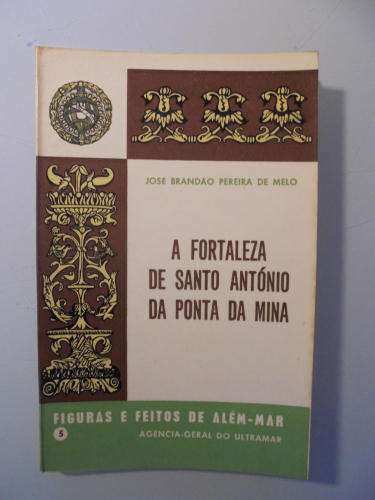 JOSÉ BRANDÃO PEREIRA DE MELO
A FORTALEZA
DE SANTO ANTÓNIO
DA PONTA DA MINA
FIGURAS E FEITOS DE ALÉM-MAR
5
AGENCIA-GERAL DO ULTRAMAR